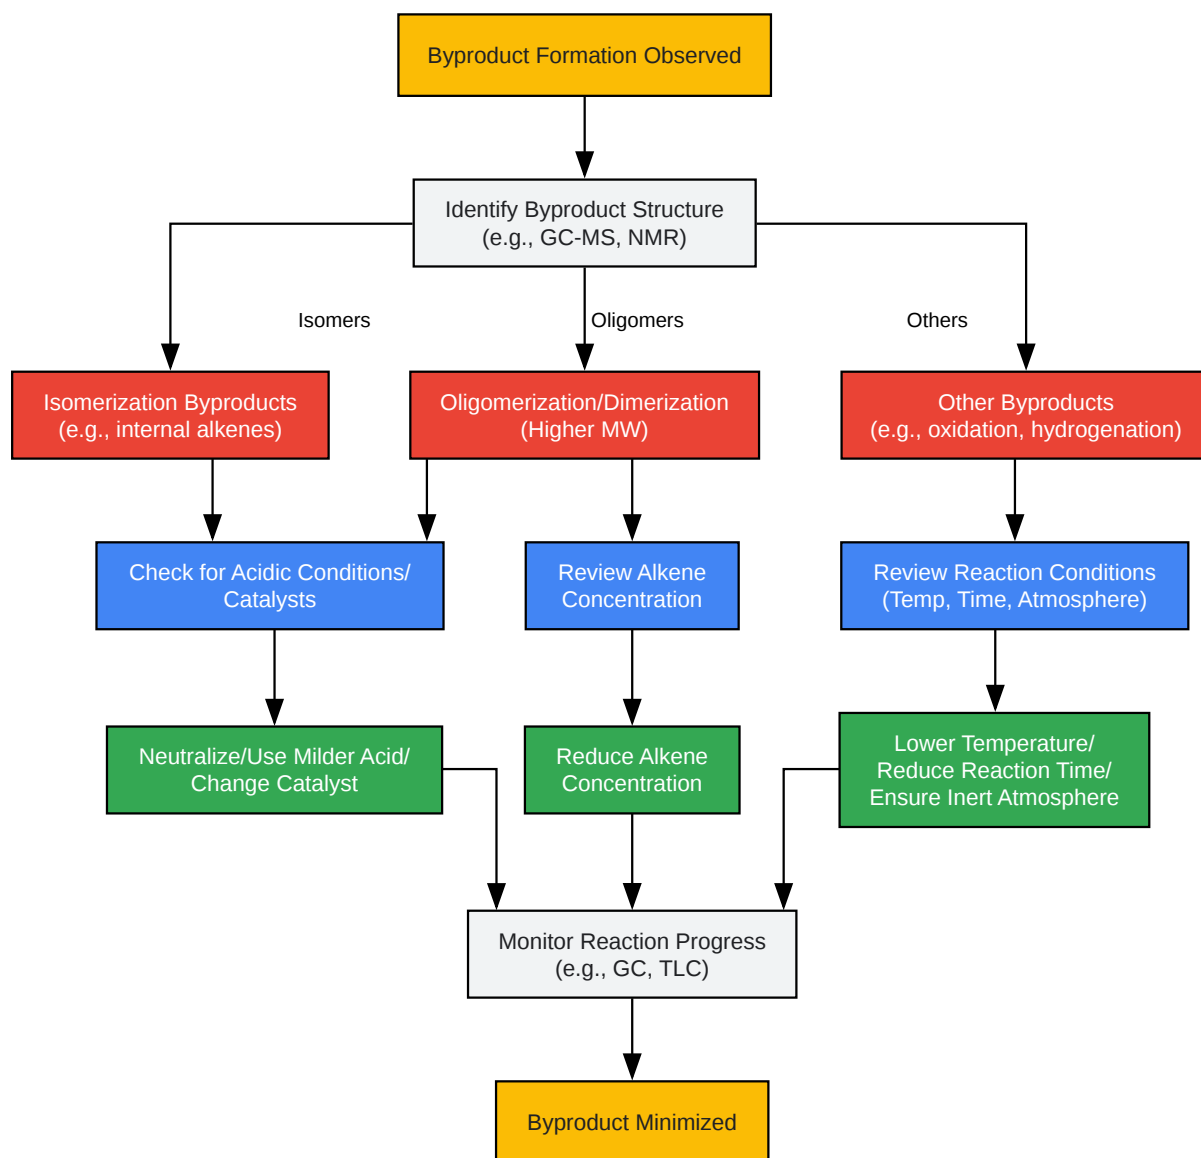 Byproduct Formation Observed
Identify Byproduct Structure
(e.g., GC-MS, NMR)
Isomers
Oligomers
Others
Isomerization Byproducts
(e.g., internal alkenes)
Oligomerization/Dimerization
(Higher MW)
Other Byproducts
(e.g., oxidation, hydrogenation)
Check for Acidic Conditions/
Catalysts
Review Alkene
Concentration
Review Reaction Conditions
(Temp, Time, Atmosphere)
Neutralize/Use Milder Acid/
Change Catalyst
Reduce Alkene
Concentration
Lower Temperature/
Reduce Reaction Time/
Ensure Inert Atmosphere
Monitor Reaction Progress
(e.g., GC, TLC)
Byproduct Minimized